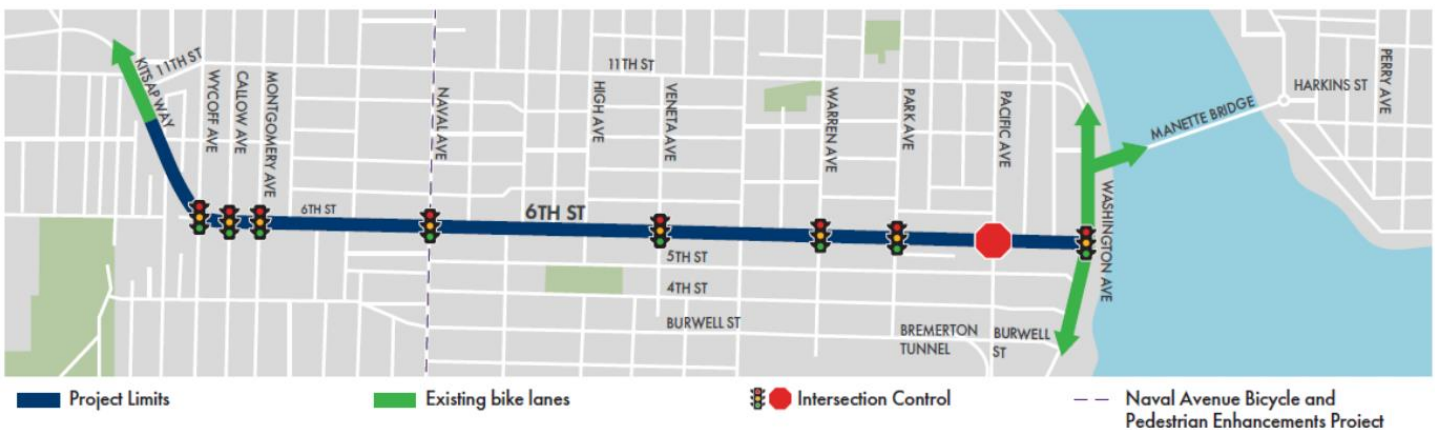 11TH ST
KITSAP WAY
WYCOFF AVE
CALLOW AVE
MONTGOMERY AVE
NAVAL AVE
HIGH AVE
11TH ST
VENETA AVE
WARREN AVE
PARK AVE
PACIFIC AVE
WASHINGTON AVE
MANETTE BRIDGE
HARKINS ST
PERRY AVE
6TH ST
6TH ST
5TH ST
4TH ST
BURWELL ST
BREMERTON
TUNNEL
BURWELL
ST
Project Limits
Existing bike lanes
Intersection Control
Naval Avenue Bicycle and
Pedestrian Enhancements Project